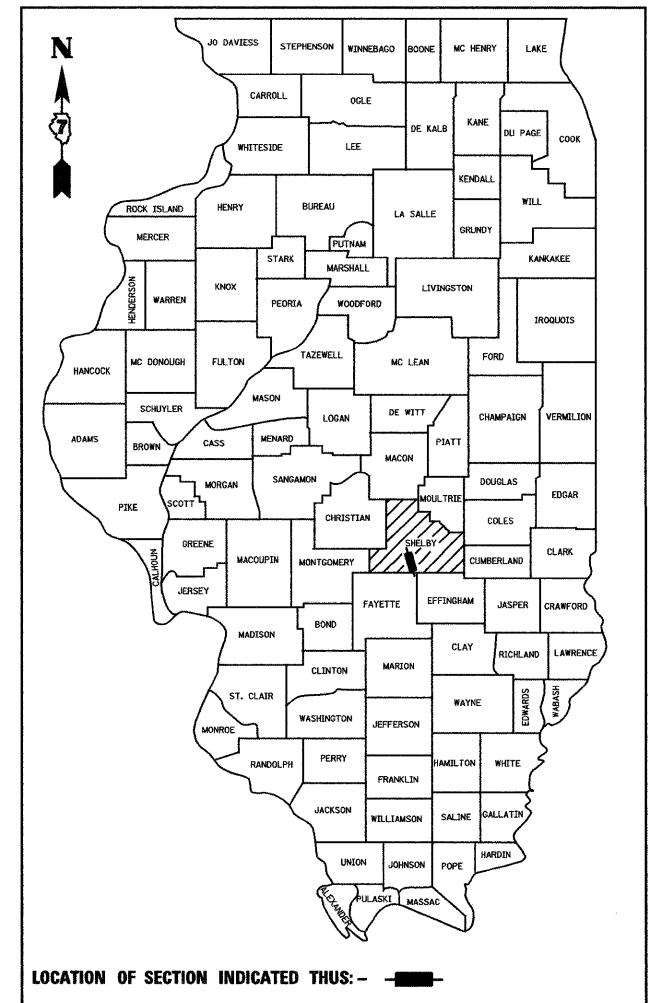 JO DAVIESS STEPHENSON WINNEBAGO BOONE MC HENRY LAKE
N
CARROLL OGLE DE KALB KANE DU PAGE COOK
7
WHITESIDE LEE
KENDALL
ROCK ISLAND HENRY BUREAU LA SALLE GRUNDY WILL
MERCER PUTNAM
STARK MARSHALL KANKAKEE
HENDERSON WARREN KNOX PEORIA WOODFORD LIVINGSTON
IROQUOIS
HANCOCK MC DONOUGH FULTON TAZEWELL MC LEAN FORD
MASON
SCHUYLER LOGAN DE WITT CHAMPAIGN VERMILION
ADAMS BROWN CASS MENARD PIATT
MACON
MORGAN SANGAMON DOUGLAS
PIKE SCOTT CHRISTIAN MOULTRIE EDGAR
COLES
GREENE SHELBY
CALHOUN MACOUPIN MONTGOMERY CUMBERLAND CLARK
JERSEY FAYETTE EFFINGHAM JASPER CRAWFORD
MADISON BOND
CLAY RICHLAND LAWRENCE
CLINTON MARION
ST. CLAIR WAYNE EDWARDS WABASH
MONROE WASHINGTON JEFFERSON
RANDOLPH PERRY HAMILTON WHITE
FRANKLIN
JACKSON WILLIAMSON SALINE GALLATIN
UNION JOHNSON POPE HARDIN
ALEXANDER PULASKI MASSAC
LOCATION OF SECTION INDICATED THUS: –